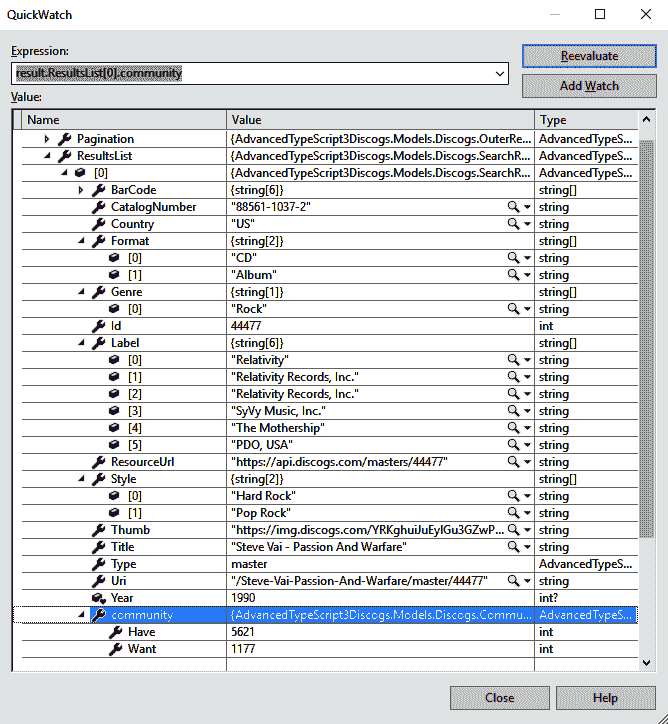 QuickWatch
Expression:
result.ResultsList[0].community
Reevaluate
Add Watch
Value:
Name Value Type
Pagination {AdvancedTypeScript3Discogs.Models.Discogs.OuterRe... AdvancedTypeS...
ResultsList {AdvancedTypeScript3Discogs.Models.Discogs.SearchR... AdvancedTypeS...
[0] {AdvancedTypeScript3Discogs.Models.Discogs.SearchR... AdvancedTypeS...
BarCode {string[6]} string[]
CatalogNumber "88561-1037-2" string
Country "US" string
Format {string[2]} string[]
[0] "CD" string
[1] "Album" string
Genre {string[1]} string[]
[0] "Rock" string
Id 44477 int
Label {string[6]} string[]
[0] "Relativity" string
[1] "Relativity Records, Inc." string
[2] "Relativity Records, Inc." string
[3] "SyVy Music, Inc." string
[4] "The Mothership" string
[5] "PDO, USA" string
ResourceUrl "https://api.discogs.com/masters/44477" string
Style {string[2]} string[]
[0] "Hard Rock" string
[1] "Pop Rock" string
Thumb "https://img.discogs.com/YRKghuiJuEyIGu3GZwP... string
Title "Steve Vai - Passion And Warfare" string
Type master AdvancedTypeS...
Uri "/Steve-Vai-Passion-And-Warfare/master/44477" string
Year 1990 int?
community {AdvancedTypeScript3Discogs.Models.Discogs.Commu... AdvancedTypeS...
Have 5621 int
Want 1177 int
Close
Help